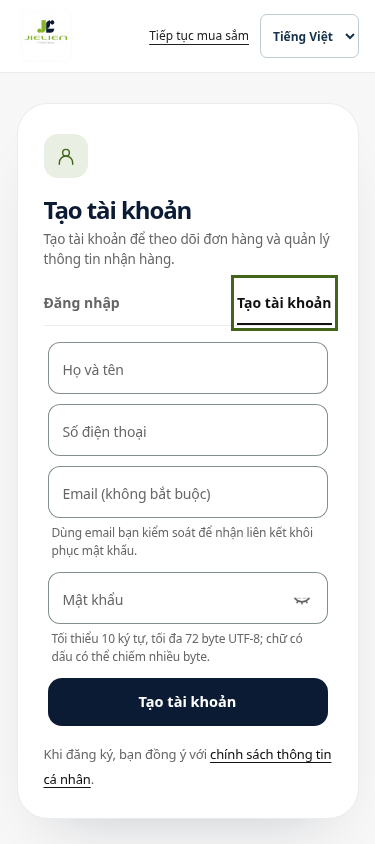 JIELIEN
Tiếp tục mua sắm
Tiếng Việt
Tạo tài khoản
Tạo tài khoản để theo dõi đơn hàng và quản lý
thông tin nhận hàng.
Đăng nhập
Tạo tài khoản
Họ và tên
Số điện thoại
Email (không bắt buộc)
Dùng email bạn kiểm soát để nhận liên kết khôi
phục mật khẩu.
Mật khẩu
Tối thiểu 10 ký tự, tối đa 72 byte UTF-8; chữ có
dấu có thể chiếm nhiều byte.
Tạo tài khoản
Khi đăng ký, bạn đồng ý với chính sách thông tin
cá nhân.